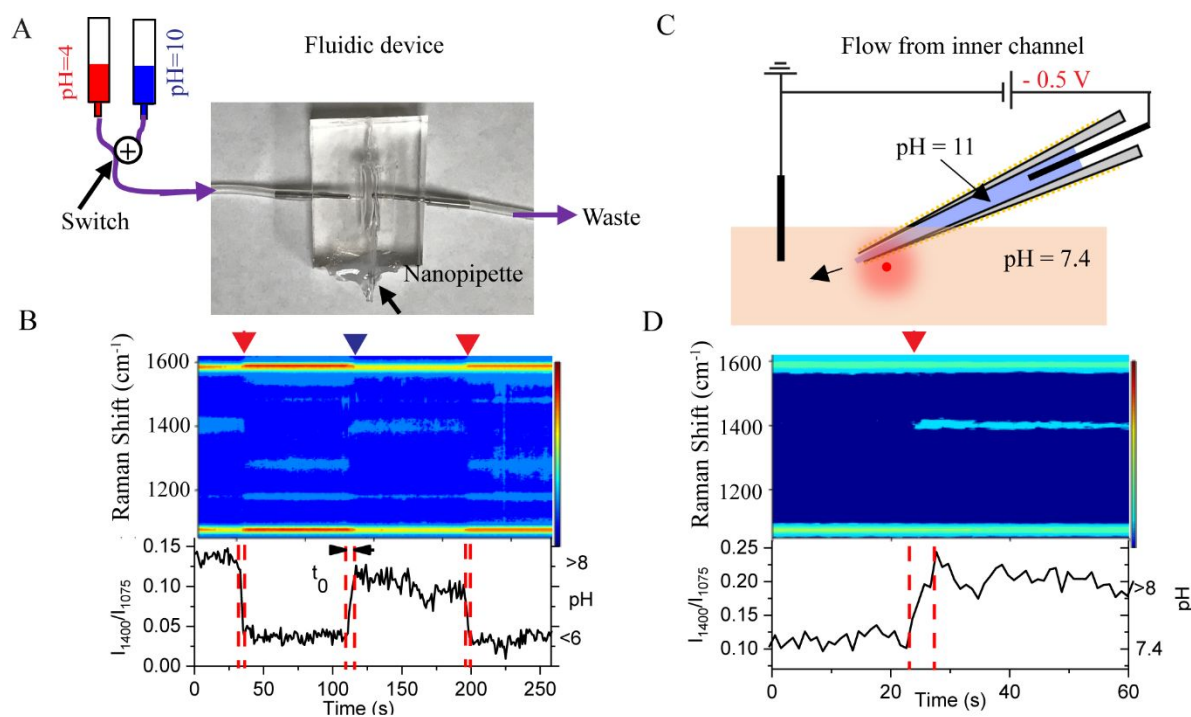 A
Fluidic device
pH=4
pH=10
Switch
Waste
Nanopipette
C
Flow from inner channel
- 0.5 V
pH = 11
pH = 7.4
B
Raman Shift (cm-1)
1600
1400
1200
I1400/I1075
0.15
0.10
0.05
0.00
t0
>8
pH
<6
0 50 100 150 200 250
Time (s)
D
Raman Shift (cm-1)
1600
1400
1200
I1400/I1075
0.25
0.20
0.15
0.10
>8
pH
7.4
0 20 40 60
Time (s)